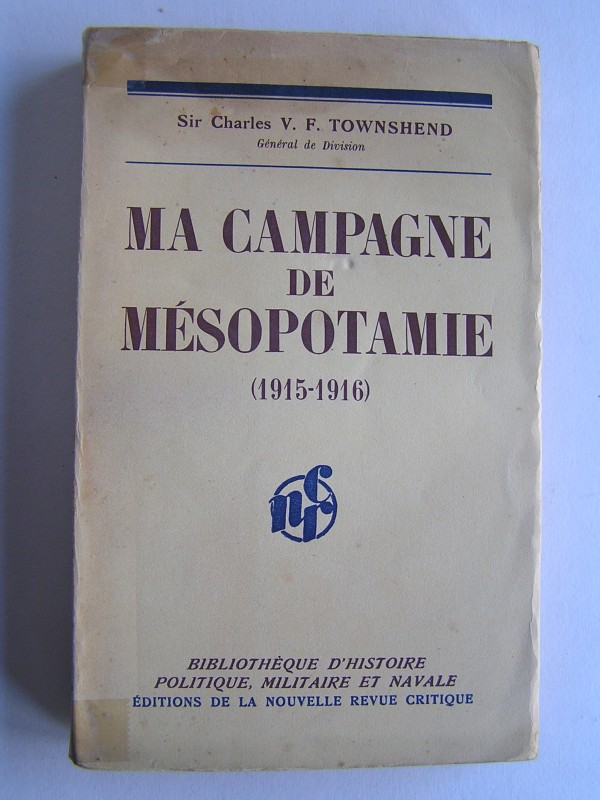 Sir Charles V. F. TOWNSHEND
Général de Division
MA CAMPAGNE
DE
MÉSOPOTAMIE
(1915-1916)
nrc
BIBLIOTHÈQUE D'HISTOIRE
POLITIQUE, MILITAIRE ET NAVALE
ÉDITIONS DE LA NOUVELLE REVUE CRITIQUE